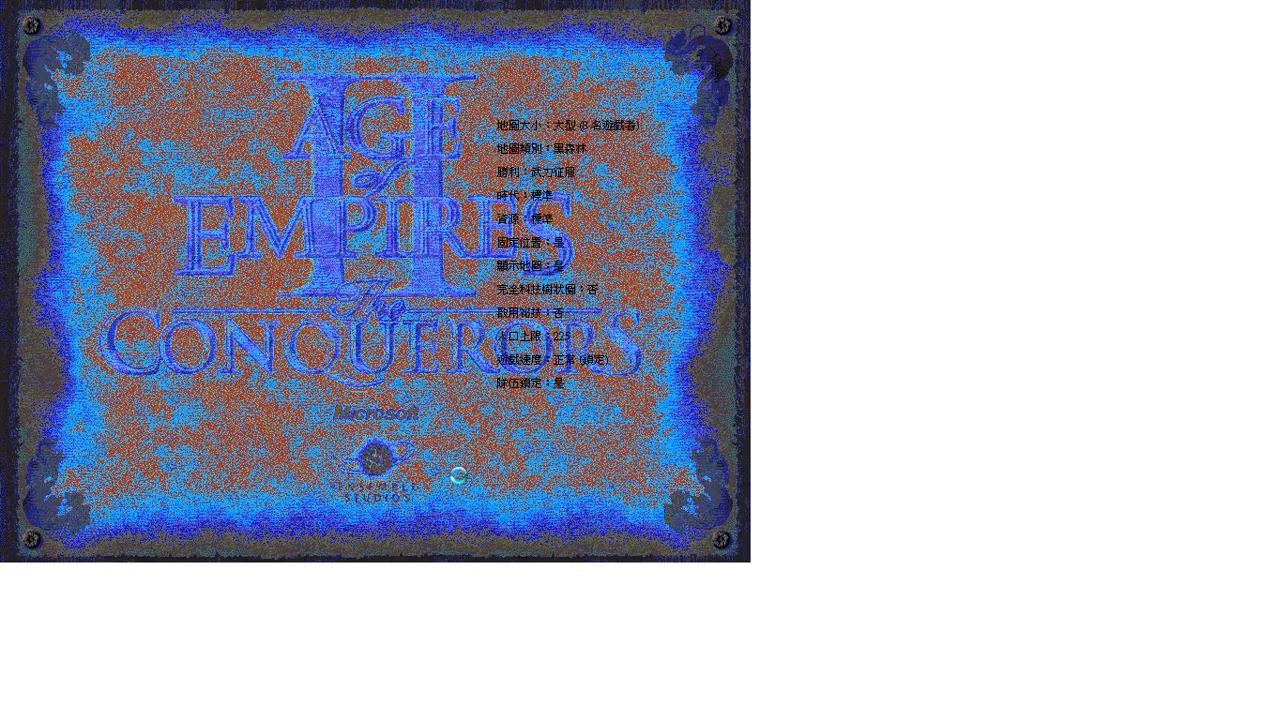 AGE
II
of
EMPIRES
The
CONQUERORS
Microsoft
ENSEMBLE
STUDIOS
地圖大小：大型 (8 名遊戲者)
地圖類別：黑森林
勝利：武力征服
時代：標準
資源：標準
固定位置：是
顯示地圖：是
完全科技樹狀圖：否
啟用祕技：否
人口上限：225
遊戲速度：正常 (鎖定)
隊伍鎖定：是